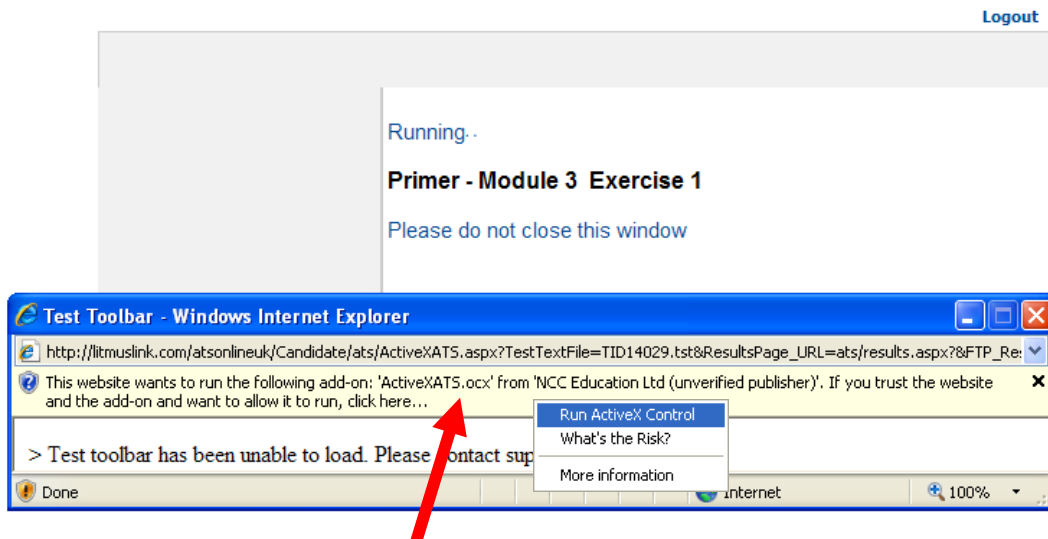 Logout
Running..
Primer - Module 3 Exercise 1
Please do not close this window
Test Toolbar - Windows Internet Explorer
http://litmuslink.com/atsonlineuk/Candidate/ats/ActiveXATS.aspx?TestTextFile=TID14029.tst&ResultsPage_URL=ats/results.aspx?&FTP_Re
This website wants to run the following add-on: 'ActiveXATS.ocx' from 'NCC Education Ltd (unverified publisher)'. If you trust the website
and the add-on and want to allow it to run, click here...
Run ActiveX Control
What's the Risk?
More information
> Test toolbar has been unable to load. Please contact sup
Done
Internet
100%